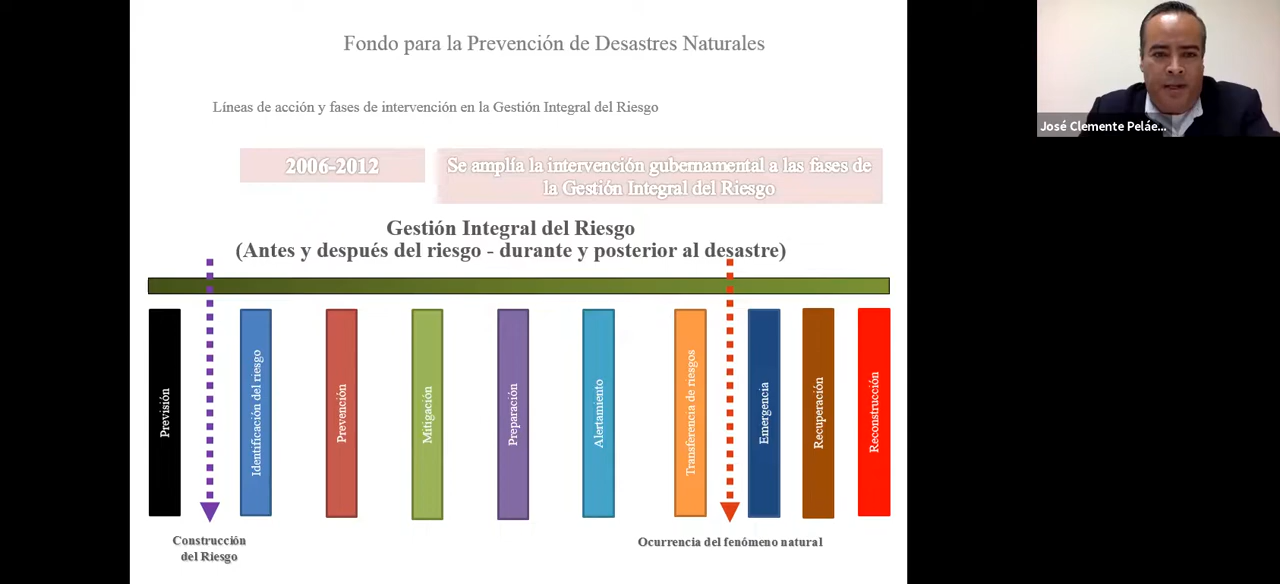 Fondo para la Prevención de Desastres Naturales
José Clemente Peláe...
Líneas de acción y fases de intervención en la Gestión Integral del Riesgo
2006-2012
Se amplía la intervención gubernamental a las fases de
la Gestión Integral del Riesgo
Gestión Integral del Riesgo
(Antes y después del riesgo - durante y posterior al desastre)
Previsión
Identificación del riesgo
Prevención
Mitigación
Preparación
Alertamiento
Transferencia de riesgos
Emergencia
Recuperación
Reconstrucción
Construcción
del Riesgo
Ocurrencia del fenómeno natural